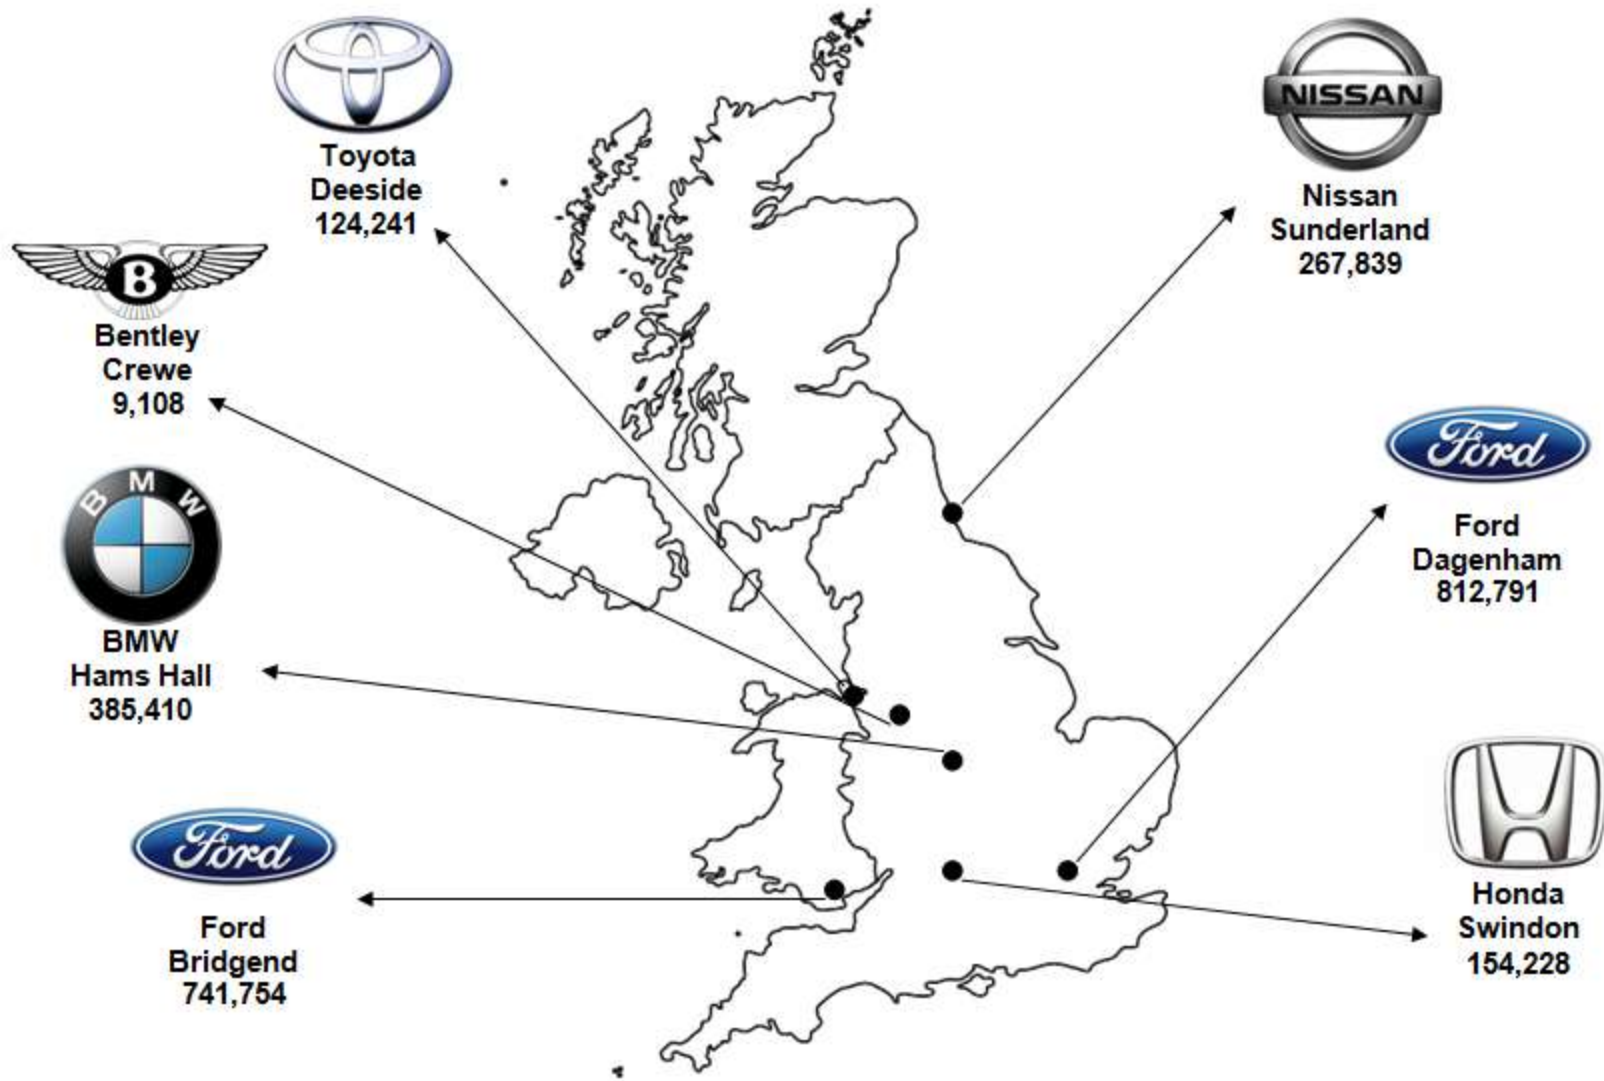 Toyota
Deeside
124,241
NISSAN
Nissan
Sunderland
267,839
B
Bentley
Crewe
9,108
Ford
Ford
Dagenham
812,791
B M W
BMW
Hams Hall
385,410
Ford
Ford
Bridgend
741,754
Honda
Swindon
154,228